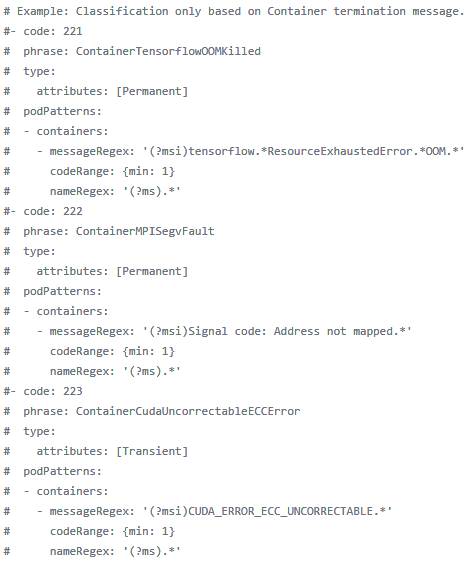 # Example: Classification only based on Container termination message.
#- code: 221
#  phrase: ContainerTensorflowOOMKilled
#  type:
#    attributes: [Permanent]
#  podPatterns:
#  - containers:
#    - messageRegex: '(?msi)tensorflow.*ResourceExhaustedError.*OOM.*'
#      codeRange: {min: 1}
#      nameRegex: '(?ms).*'
#- code: 222
#  phrase: ContainerMPISegvFault
#  type:
#    attributes: [Permanent]
#  podPatterns:
#  - containers:
#    - messageRegex: '(?msi)Signal code: Address not mapped.*'
#      codeRange: {min: 1}
#      nameRegex: '(?ms).*'
#- code: 223
#  phrase: ContainerCudaUncorrectableECCError
#  type:
#    attributes: [Transient]
#  podPatterns:
#  - containers:
#    - messageRegex: '(?msi)CUDA_ERROR_ECC_UNCORRECTABLE.*'
#      codeRange: {min: 1}
#      nameRegex: '(?ms).*'